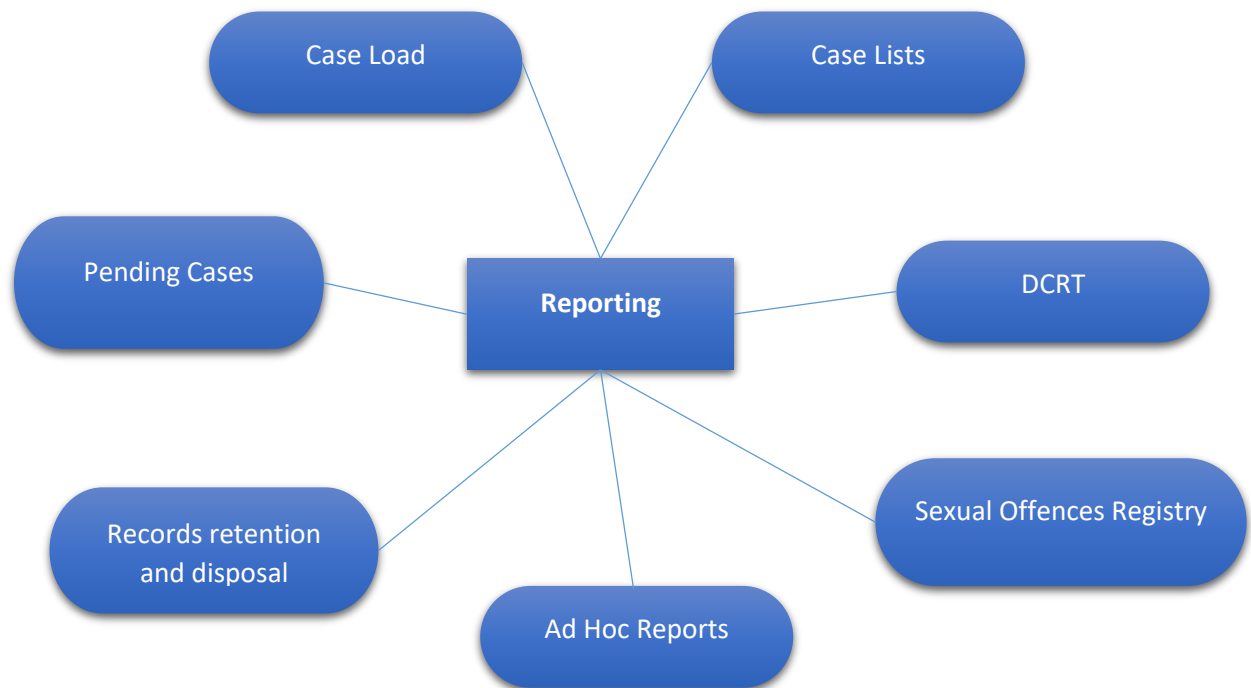 Case Load
Case Lists
Pending Cases
Reporting
DCRT
Sexual Offences Registry
Records retention
and disposal
Ad Hoc Reports